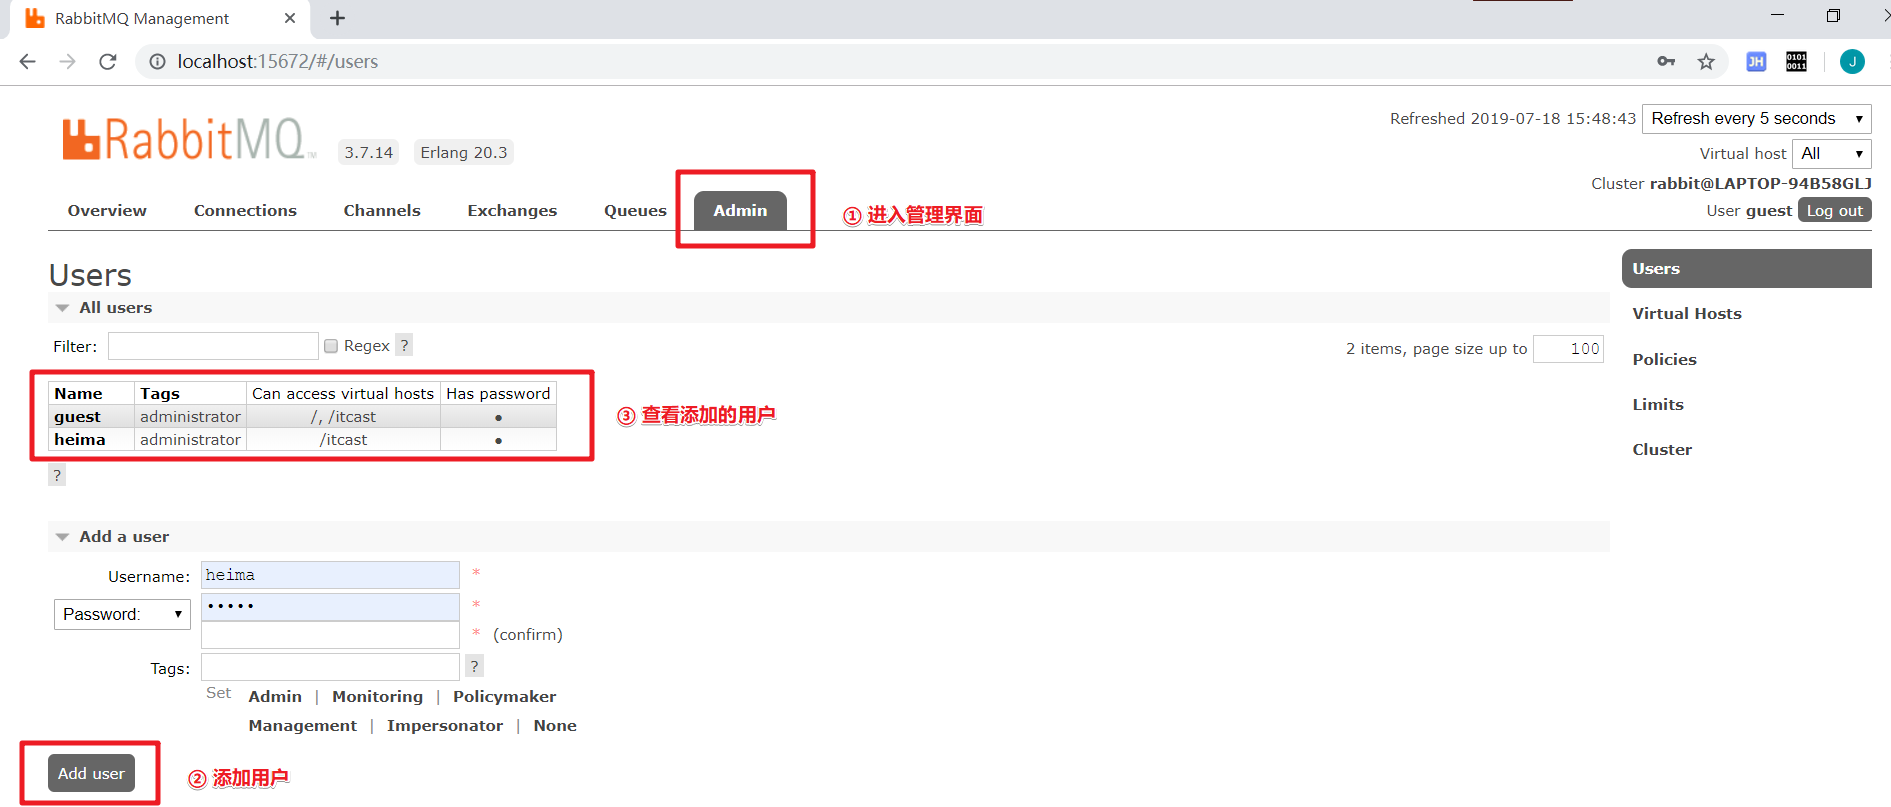 RabbitMQ Management
localhost:15672/#/users
JH
0101
0011
J
RabbitMQ TM 3.7.14 Erlang 20.3
Refreshed 2019-07-18 15:48:43 Refresh every 5 seconds
Virtual host All
Cluster rabbit@LAPTOP-94B58GLJ
User guest Log out
Overview Connections Channels Exchanges Queues Admin ① 进入管理界面
Users
All users
Filter: Regex ? 2 items, page size up to 100
Name Tags Can access virtual hosts Has password
guest administrator /, /itcast ●
heima administrator /itcast ●
③ 查看添加的用户
?
Users
Virtual Hosts
Policies
Limits
Cluster
Add a user
Username: heima *
Password: ••••• *
* (confirm)
Tags: ?
Set Admin | Monitoring | Policymaker
Management | Impersonator | None
Add user ② 添加用户